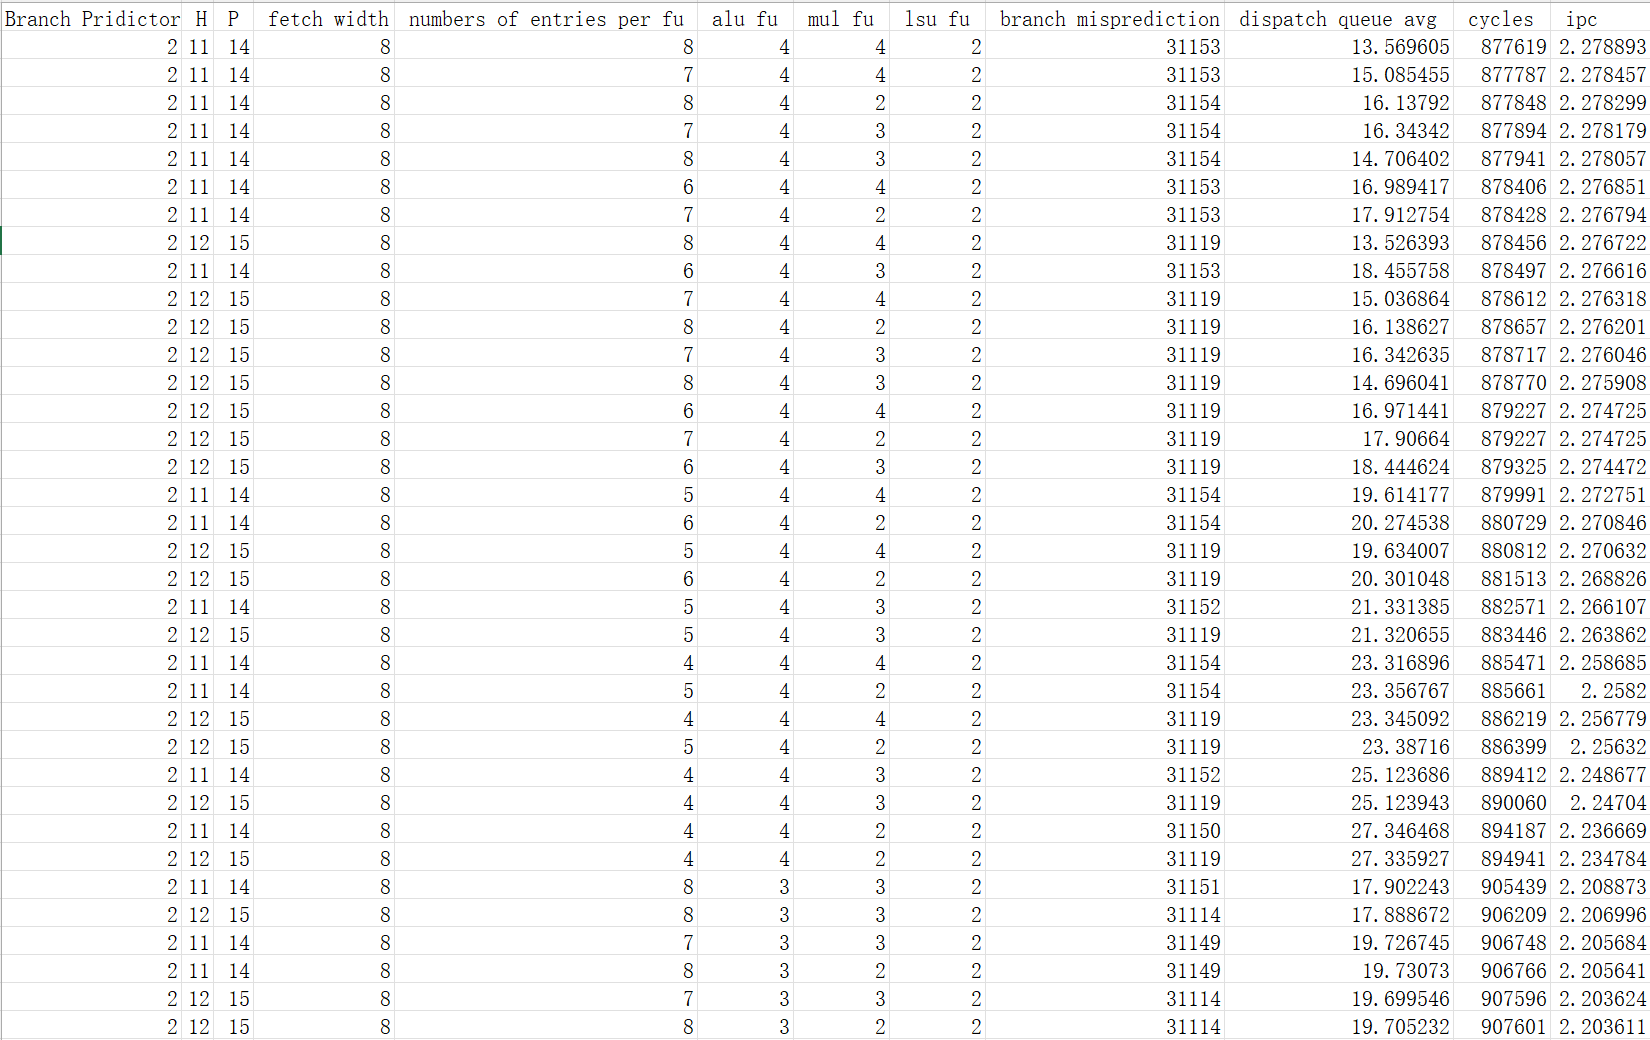 Branch Pridictor H P fetch width numbers of entries per fu alu fu mul fu lsu fu branch misprediction dispatch queue avg cycles ipc
2 11 14 8 8 4 4 2 31153 13.569605 877619 2.278893
2 11 14 8 7 4 4 2 31153 15.085455 877787 2.278457
2 11 14 8 8 4 2 2 31154 16.13792 877848 2.278299
2 11 14 8 7 4 3 2 31154 16.34342 877894 2.278179
2 11 14 8 8 4 3 2 31154 14.706402 877941 2.278057
2 11 14 8 6 4 4 2 31153 16.989417 878406 2.276851
2 11 14 8 7 4 2 2 31153 17.912754 878428 2.276794
2 12 15 8 8 4 4 2 31119 13.526393 878456 2.276722
2 11 14 8 6 4 3 2 31153 18.455758 878497 2.276616
2 12 15 8 7 4 4 2 31119 15.036864 878612 2.276318
2 12 15 8 8 4 2 2 31119 16.138627 878657 2.276201
2 12 15 8 7 4 3 2 31119 16.342635 878717 2.276046
2 12 15 8 8 4 3 2 31119 14.696041 878770 2.275908
2 12 15 8 6 4 4 2 31119 16.971441 879227 2.274725
2 12 15 8 7 4 2 2 31119 17.90664 879227 2.274725
2 12 15 8 6 4 3 2 31119 18.444624 879325 2.274472
2 11 14 8 5 4 4 2 31154 19.614177 879991 2.272751
2 11 14 8 6 4 2 2 31154 20.274538 880729 2.270846
2 12 15 8 5 4 4 2 31119 19.634007 880812 2.270632
2 12 15 8 6 4 2 2 31119 20.301048 881513 2.268826
2 11 14 8 5 4 3 2 31152 21.331385 882571 2.266107
2 12 15 8 5 4 3 2 31119 21.320655 883446 2.263862
2 11 14 8 4 4 4 2 31154 23.316896 885471 2.258685
2 11 14 8 5 4 2 2 31154 23.356767 885661 2.2582
2 12 15 8 4 4 4 2 31119 23.345092 886219 2.256779
2 12 15 8 5 4 2 2 31119 23.38716 886399 2.25632
2 11 14 8 4 4 3 2 31152 25.123686 889412 2.248677
2 12 15 8 4 4 3 2 31119 25.123943 890060 2.24704
2 11 14 8 4 4 2 2 31150 27.346468 894187 2.236669
2 12 15 8 4 4 2 2 31119 27.335927 894941 2.234784
2 11 14 8 8 3 3 2 31151 17.902243 905439 2.208873
2 12 15 8 8 3 3 2 31114 17.888672 906209 2.206996
2 11 14 8 7 3 3 2 31149 19.726745 906748 2.205684
2 11 14 8 8 3 2 2 31149 19.73073 906766 2.205641
2 12 15 8 7 3 3 2 31114 19.699546 907596 2.203624
2 12 15 8 8 3 2 2 31114 19.705232 907601 2.203611